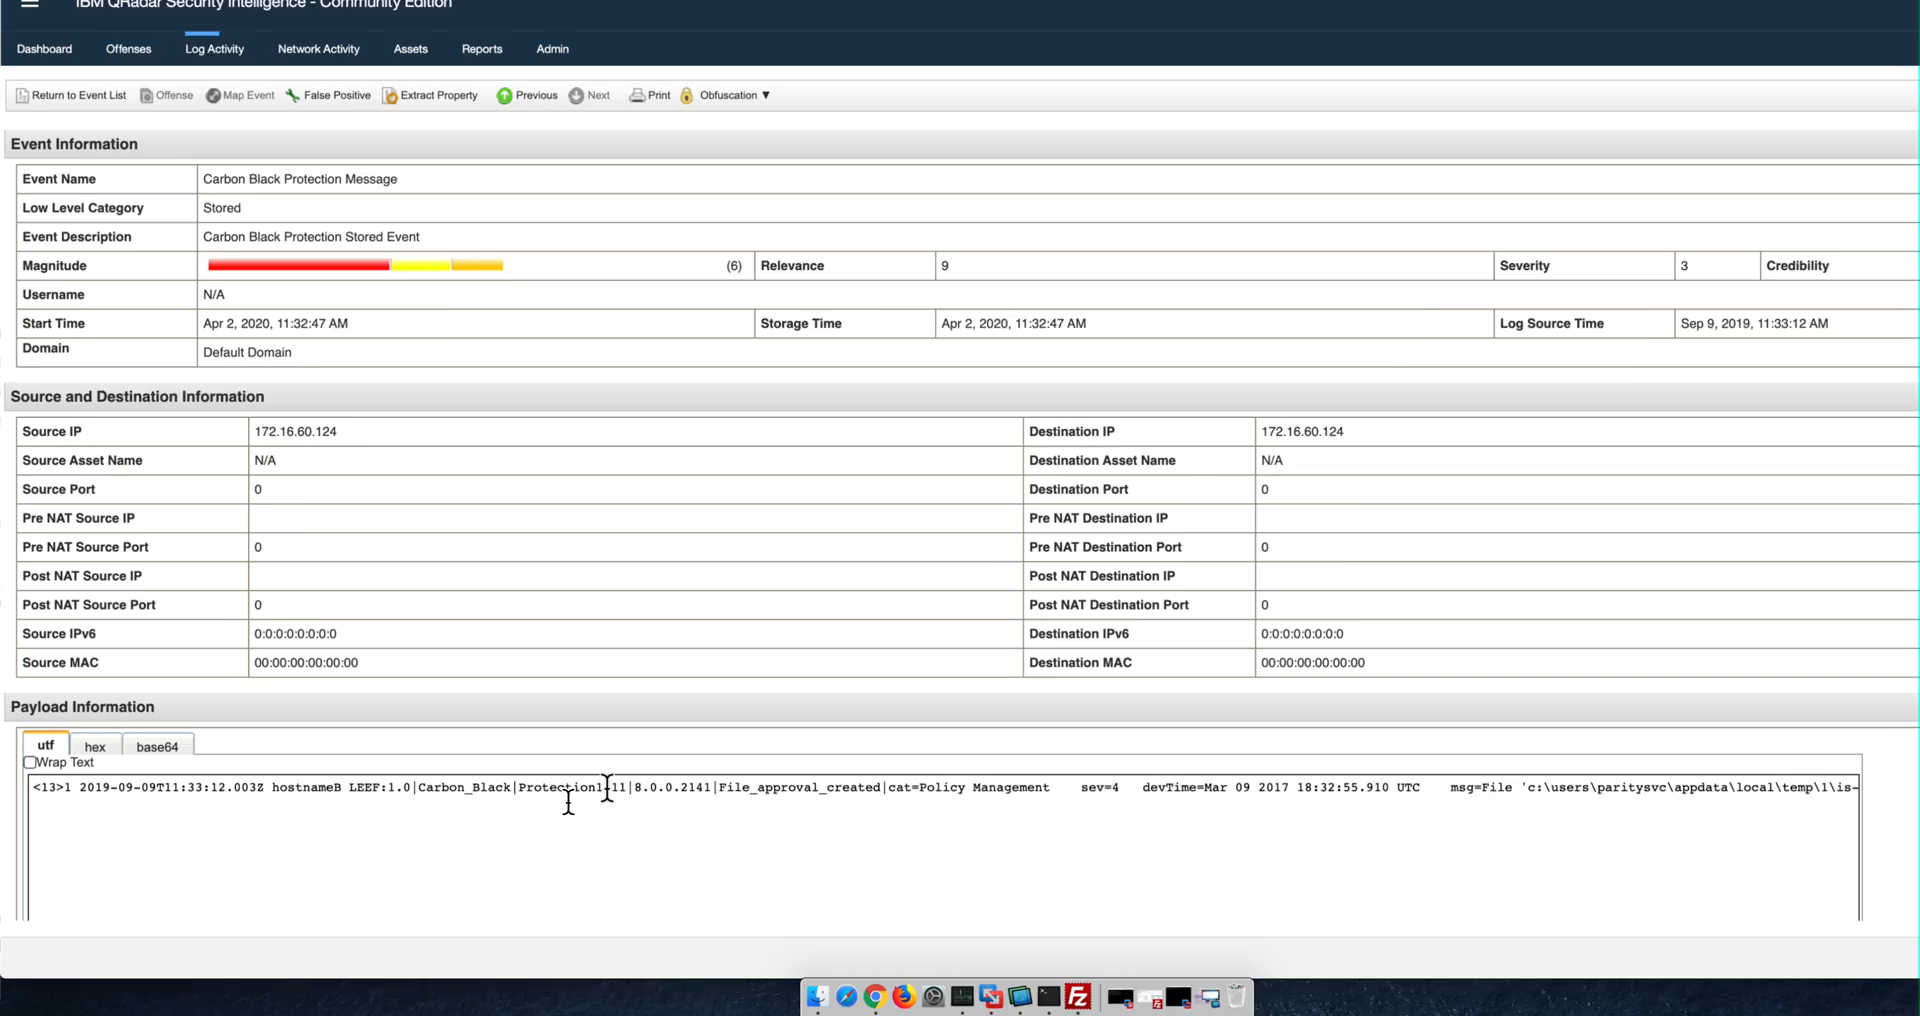 IBM QRadar Security Intelligence - Community Edition
Dashboard Offenses Log Activity Network Activity Assets Reports Admin
Return to Event List Offense Map Event False Positive Extract Property Previous Next Print Obfuscation ▼
Event Information
Event Name Carbon Black Protection Message
Low Level Category Stored
Event Description Carbon Black Protection Stored Event
Magnitude (6) Relevance 9 Severity 3 Credibility
Username N/A
Start Time Apr 2, 2020, 11:32:47 AM Storage Time Apr 2, 2020, 11:32:47 AM Log Source Time Sep 9, 2019, 11:33:12 AM
Domain Default Domain
Source and Destination Information
Source IP 172.16.60.124 Destination IP 172.16.60.124
Source Asset Name N/A Destination Asset Name N/A
Source Port 0 Destination Port 0
Pre NAT Source IP Pre NAT Destination IP
Pre NAT Source Port 0 Pre NAT Destination Port 0
Post NAT Source IP Post NAT Destination IP
Post NAT Source Port 0 Post NAT Destination Port 0
Source IPv6 0:0:0:0:0:0:0:0 Destination IPv6 0:0:0:0:0:0:0:0
Source MAC 00:00:00:00:00:00 Destination MAC 00:00:00:00:00:00
Payload Information
utf hex base64
Wrap Text
<13>1 2019-09-09T11:33:12.003Z hostnameB LEEF:1.0|Carbon_Black|Protection1-11|8.0.0.2141|File_approval_created|cat=Policy Management sev=4 devTime=Mar 09 2017 18:32:55.910 UTC msg=File 'c:\users\paritysvc\appdata\local\temp\1\is-